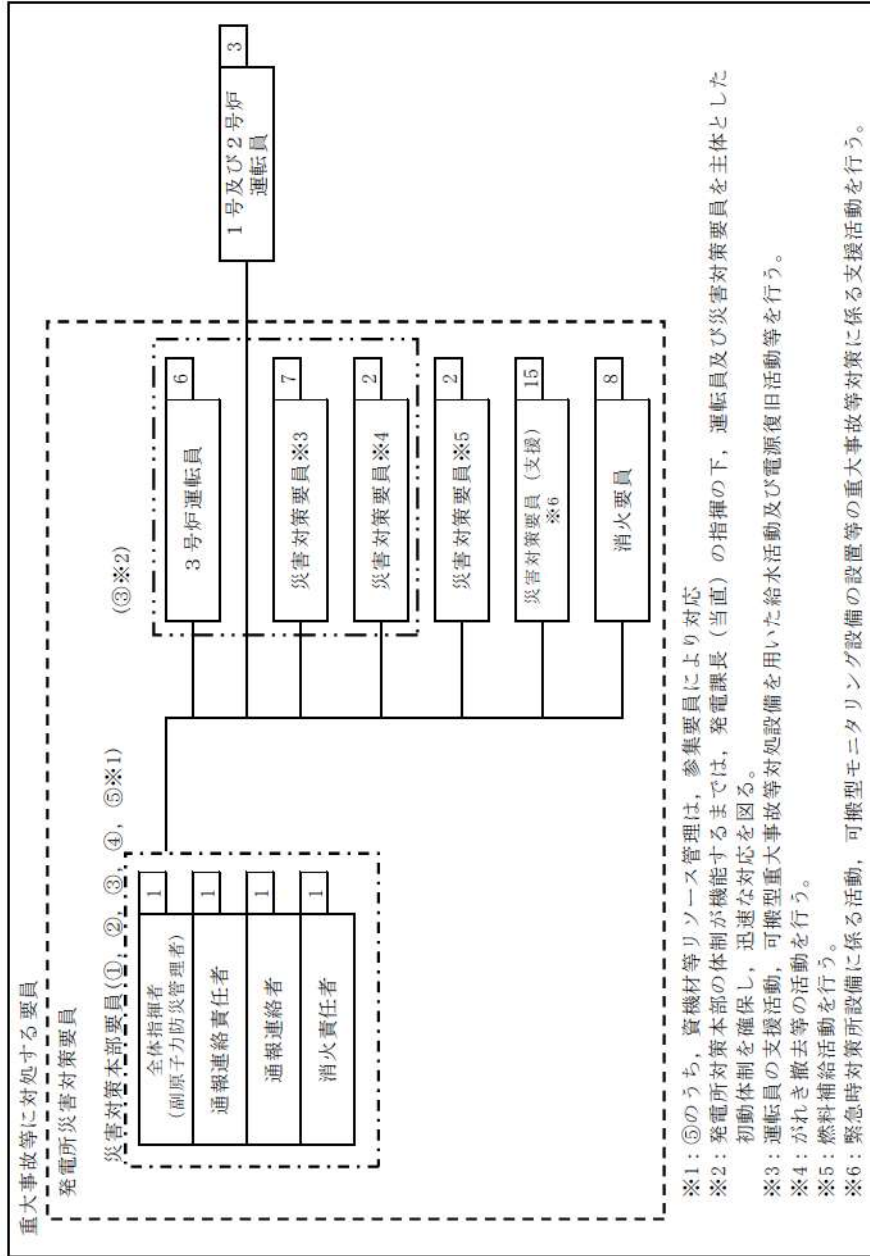 重大事故等に対処する要員
発電所災害対策要員
災害対策本部要員(①，②，③，④，⑤※1)
全体指揮者
(副原子力防災管理者)
1
通報連絡責任者
1
通報連絡者
1
消火責任者
1
(③※2)
3号炉運転員
6
災害対策要員※3
7
災害対策要員※4
2
災害対策要員※5
2
災害対策要員（支援）
※6
15
消火要員
8
1号及び2号炉
運転員
3
※1：⑤のうち，資機材等リソース管理は，参集要員により対応
※2：発電所対策本部の体制が機能するまでは，発電課長（当直）の指揮の下，運転員及び災害対策要員を主体とした
初動体制を確保し，迅速な対応を図る。
※3：運転員の支援活動，可搬型重大事故等対処設備を用いた給水活動及び電源復旧活動等を行う。
※4：がれき撤去等の活動を行う。
※5：燃料補給活動を行う。
※6：緊急時対策所設備に係る活動，可搬型モニタリング設備の設置等の重大事故等対策に係る支援活動を行う。